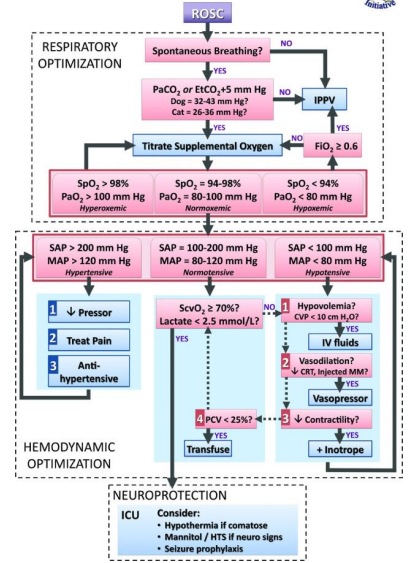 Initiative
ROSC
RESPIRATORY
OPTIMIZATION
Spontaneous Breathing?
NO
YES
PaCO2 or EtCO2+5 mm Hg
Dog = 32-43 mm Hg?
Cat = 26-36 mm Hg?
NO
IPPV
YES
YES
Titrate Supplemental Oxygen
NO
FiO2 ≥ 0.6
SpO2 > 98%
PaO2 > 100 mm Hg
Hyperoxemic
SpO2 = 94-98%
PaO2 = 80-100 mm Hg
Normoxemic
SpO2 < 94%
PaO2 < 80 mm Hg
Hypoxemic
SAP > 200 mm Hg
MAP > 120 mm Hg
Hypertensive
SAP = 100-200 mm Hg
MAP = 80-120 mm Hg
Normotensive
SAP < 100 mm Hg
MAP < 80 mm Hg
Hypotensive
1 ↓ Pressor
2 Treat Pain
3 Anti-
hypertensive
ScvO2 ≥ 70%?
Lactate < 2.5 mmol/L?
NO
YES
1 Hypovolemia?
CVP < 10 cm H2O?
YES
IV fluids
2 Vasodilation?
↓ CRT, Injected MM?
YES
Vasopressor
3 ↓ Contractility?
YES
+ Inotrope
4 PCV < 25%?
YES
Transfuse
HEMODYNAMIC
OPTIMIZATION
NEUROPROTECTION
ICU
Consider:
• Hypothermia if comatose
• Mannitol / HTS if neuro signs
• Seizure prophylaxis